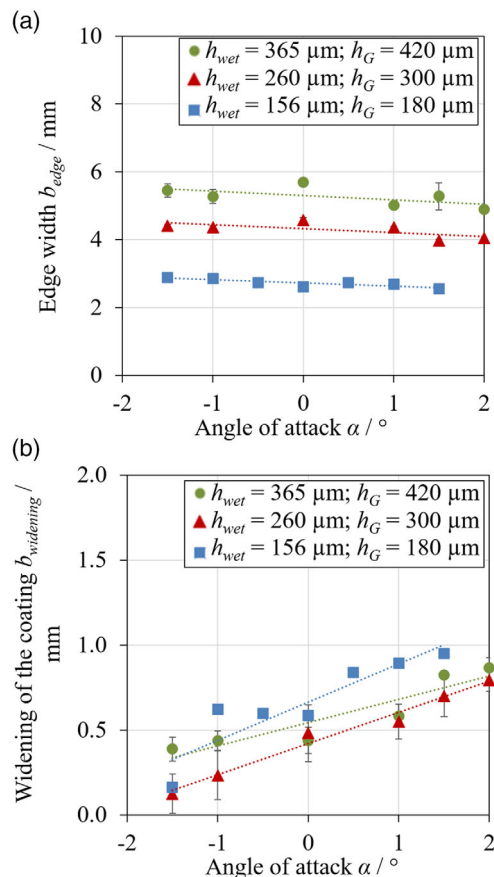 (a)
10
h_wet = 365 µm; h_G = 420 µm
h_wet = 260 µm; h_G = 300 µm
h_wet = 156 µm; h_G = 180 µm
8
6
4
2
0
Edge width b_edge / mm
-2 -1 0 1 2
Angle of attack α / °
(b)
2.0
h_wet = 365 µm; h_G = 420 µm
h_wet = 260 µm; h_G = 300 µm
h_wet = 156 µm; h_G = 180 µm
1.5
1.0
0.5
0.0
Widening of the coating b_widening /
mm
-2 -1 0 1 2
Angle of attack α / °